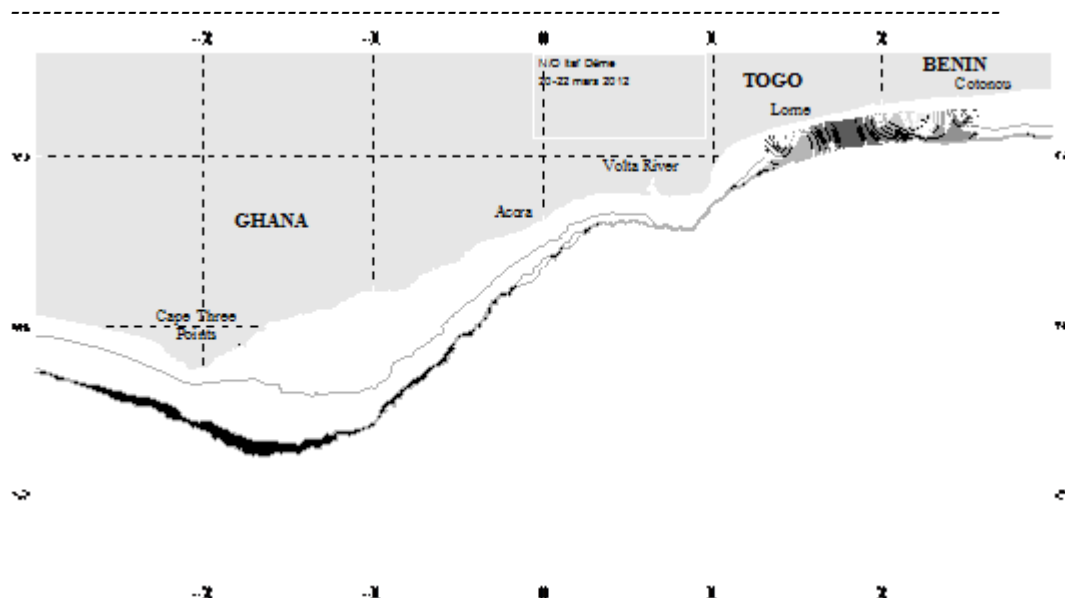 -2 -1 0 1 2
N/O Itaf Dème
20-22 mars 2012
TOGO
BENIN
Cotonou
Lome
Volta River
Accra
GHANA
Cape Three
Points
-2 -1 0 1 2